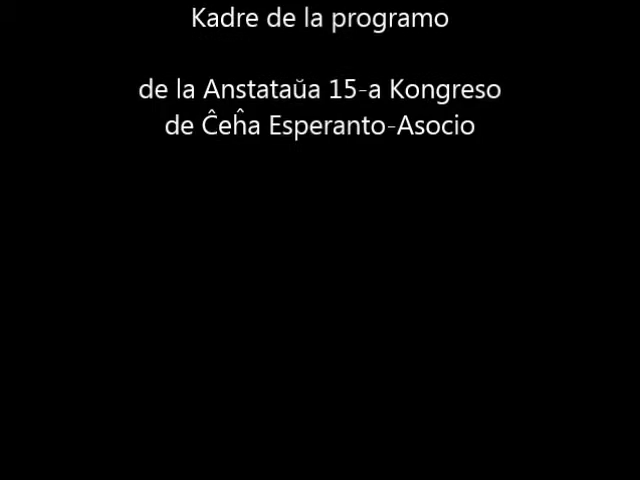 Kadre de la programo
de la Anstataŭa 15-a Kongreso
de Ĉeĥa Esperanto-Asocio